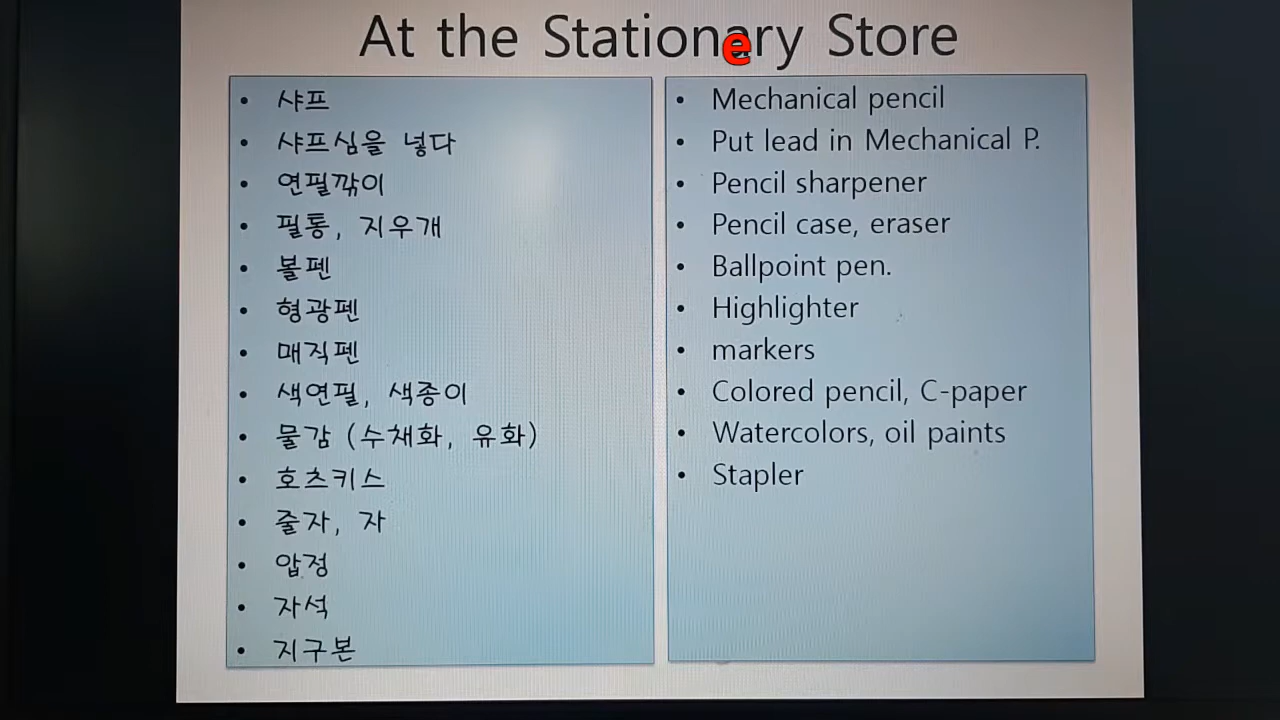 At the Stationery Store
• 샤프
• 샤프심을 넣다
• 연필깎이
• 필통, 지우개
• 볼펜
• 형광펜
• 매직펜
• 색연필, 색종이
• 물감 (수채화, 유화)
• 호츠키스
• 줄자, 자
• 압정
• 자석
• 지구본
• Mechanical pencil
• Put lead in Mechanical P.
• Pencil sharpener
• Pencil case, eraser
• Ballpoint pen.
• Highlighter
• markers
• Colored pencil, C-paper
• Watercolors, oil paints
• Stapler